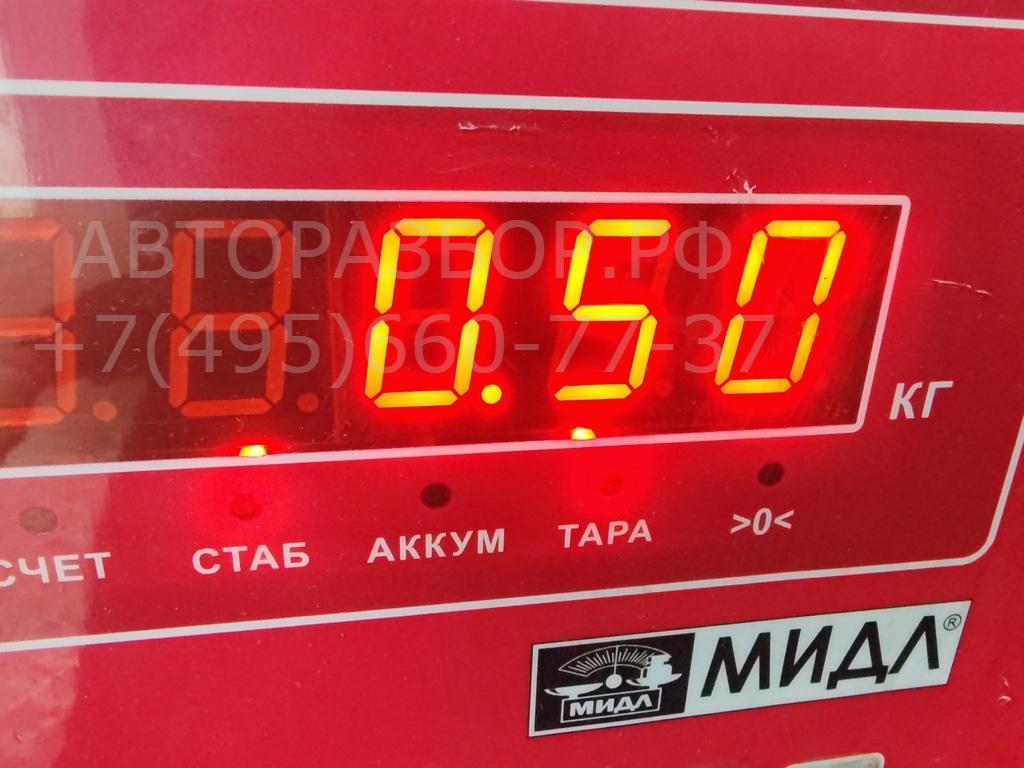 АВТОРАЗБОР.РФ
+7(495)660-77-37
0.50
КГ
СЧЕТ СТАБ АККУМ ТАРА >0<
МИДЛ МИДЛ®